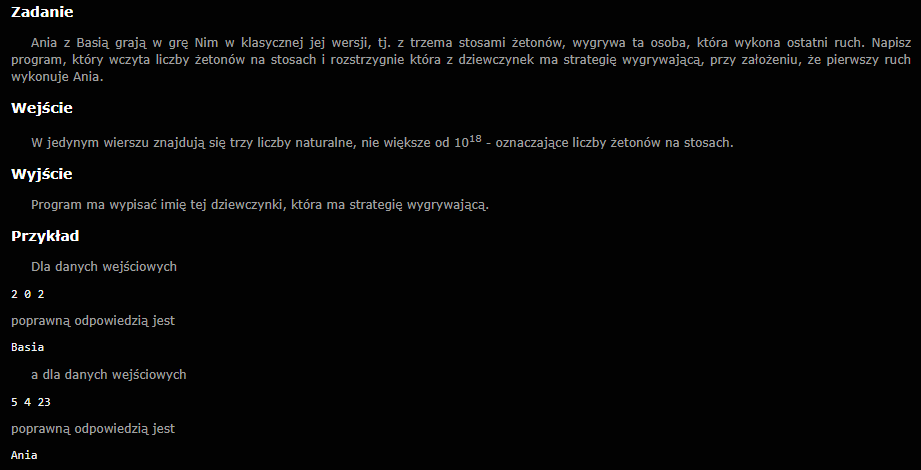 Zadanie
Ania z Basią grają w grę Nim w klasycznej jej wersji, tj. z trzema stosami żetonów, wygrywa ta osoba, która wykona ostatni ruch. Napisz
program, który wczyta liczby żetonów na stosach i rozstrzygnie która z dziewczynek ma strategię wygrywającą, przy założeniu, że pierwszy ruch
wykonuje Ania.
Wejście
W jedynym wierszu znajdują się trzy liczby naturalne, nie większe od 10^18 - oznaczające liczby żetonów na stosach.
Wyjście
Program ma wypisać imię tej dziewczynki, która ma strategię wygrywającą.
Przykład
Dla danych wejściowych
2 0 2
poprawną odpowiedzią jest
Basia
a dla danych wejściowych
5 4 23
poprawną odpowiedzią jest
Ania